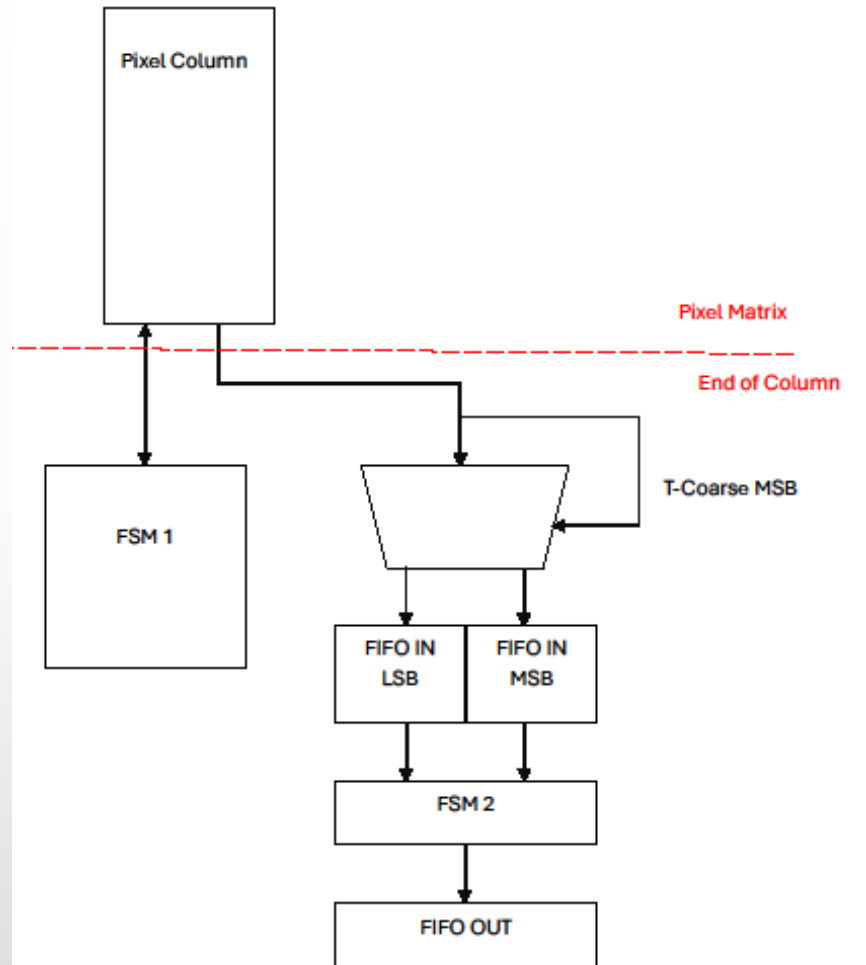 Pixel Column
Pixel Matrix
End of Column
T-Coarse MSB
FSM 1
FIFO IN
LSB
FIFO IN
MSB
FSM 2
FIFO OUT